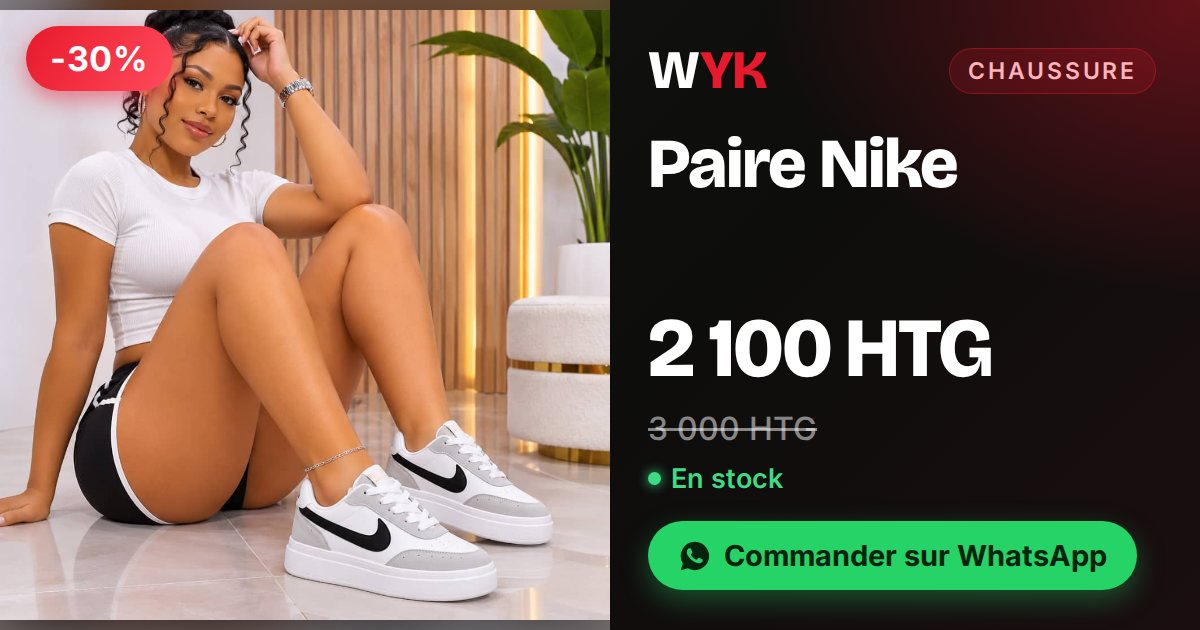 -30%
WYK
CHAUSSURE
Paire Nike
2 100 HTG
3 000 HTG
En stock
Commander sur WhatsApp